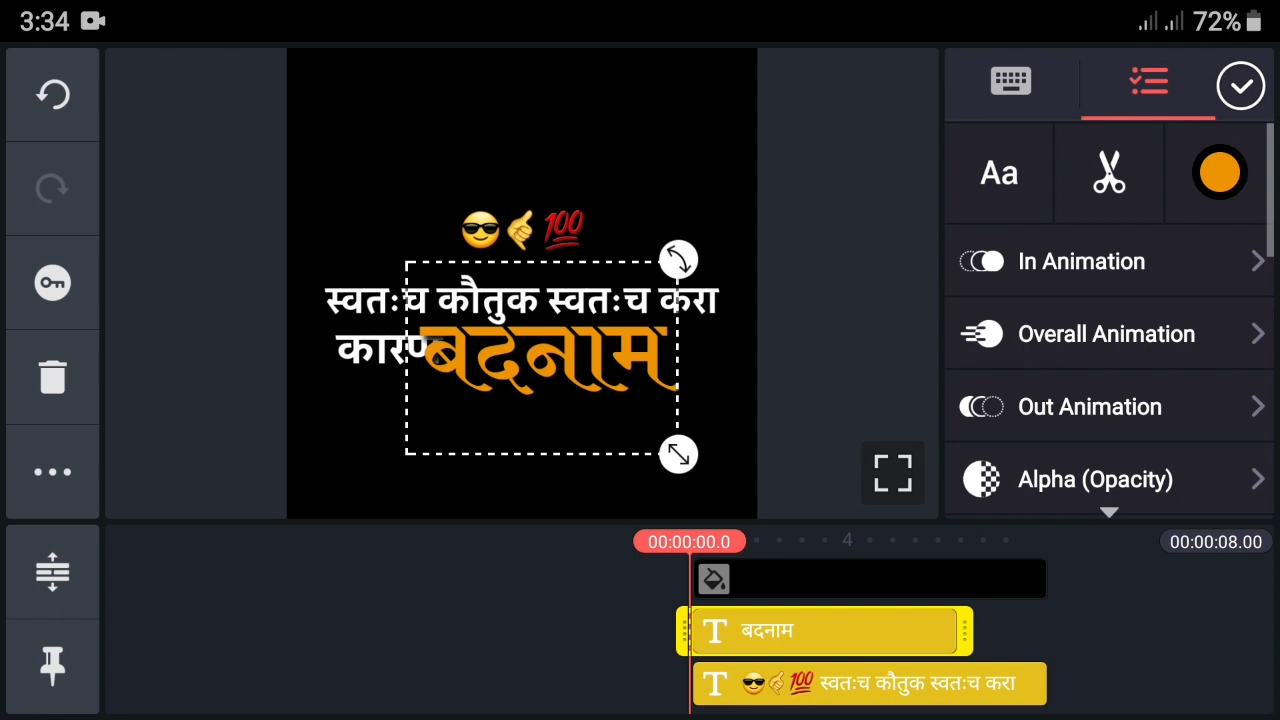 3:34
72%
😎🤙💯
स्वतःच कौतुक स्वतःच करा
बदनाम
Aa
In Animation
Overall Animation
Out Animation
Alpha (Opacity)
00:00:00.0
4
00:00:08.00
T बदनाम
T 😎🤙💯 स्वतःच कौतुक स्वतःच करा